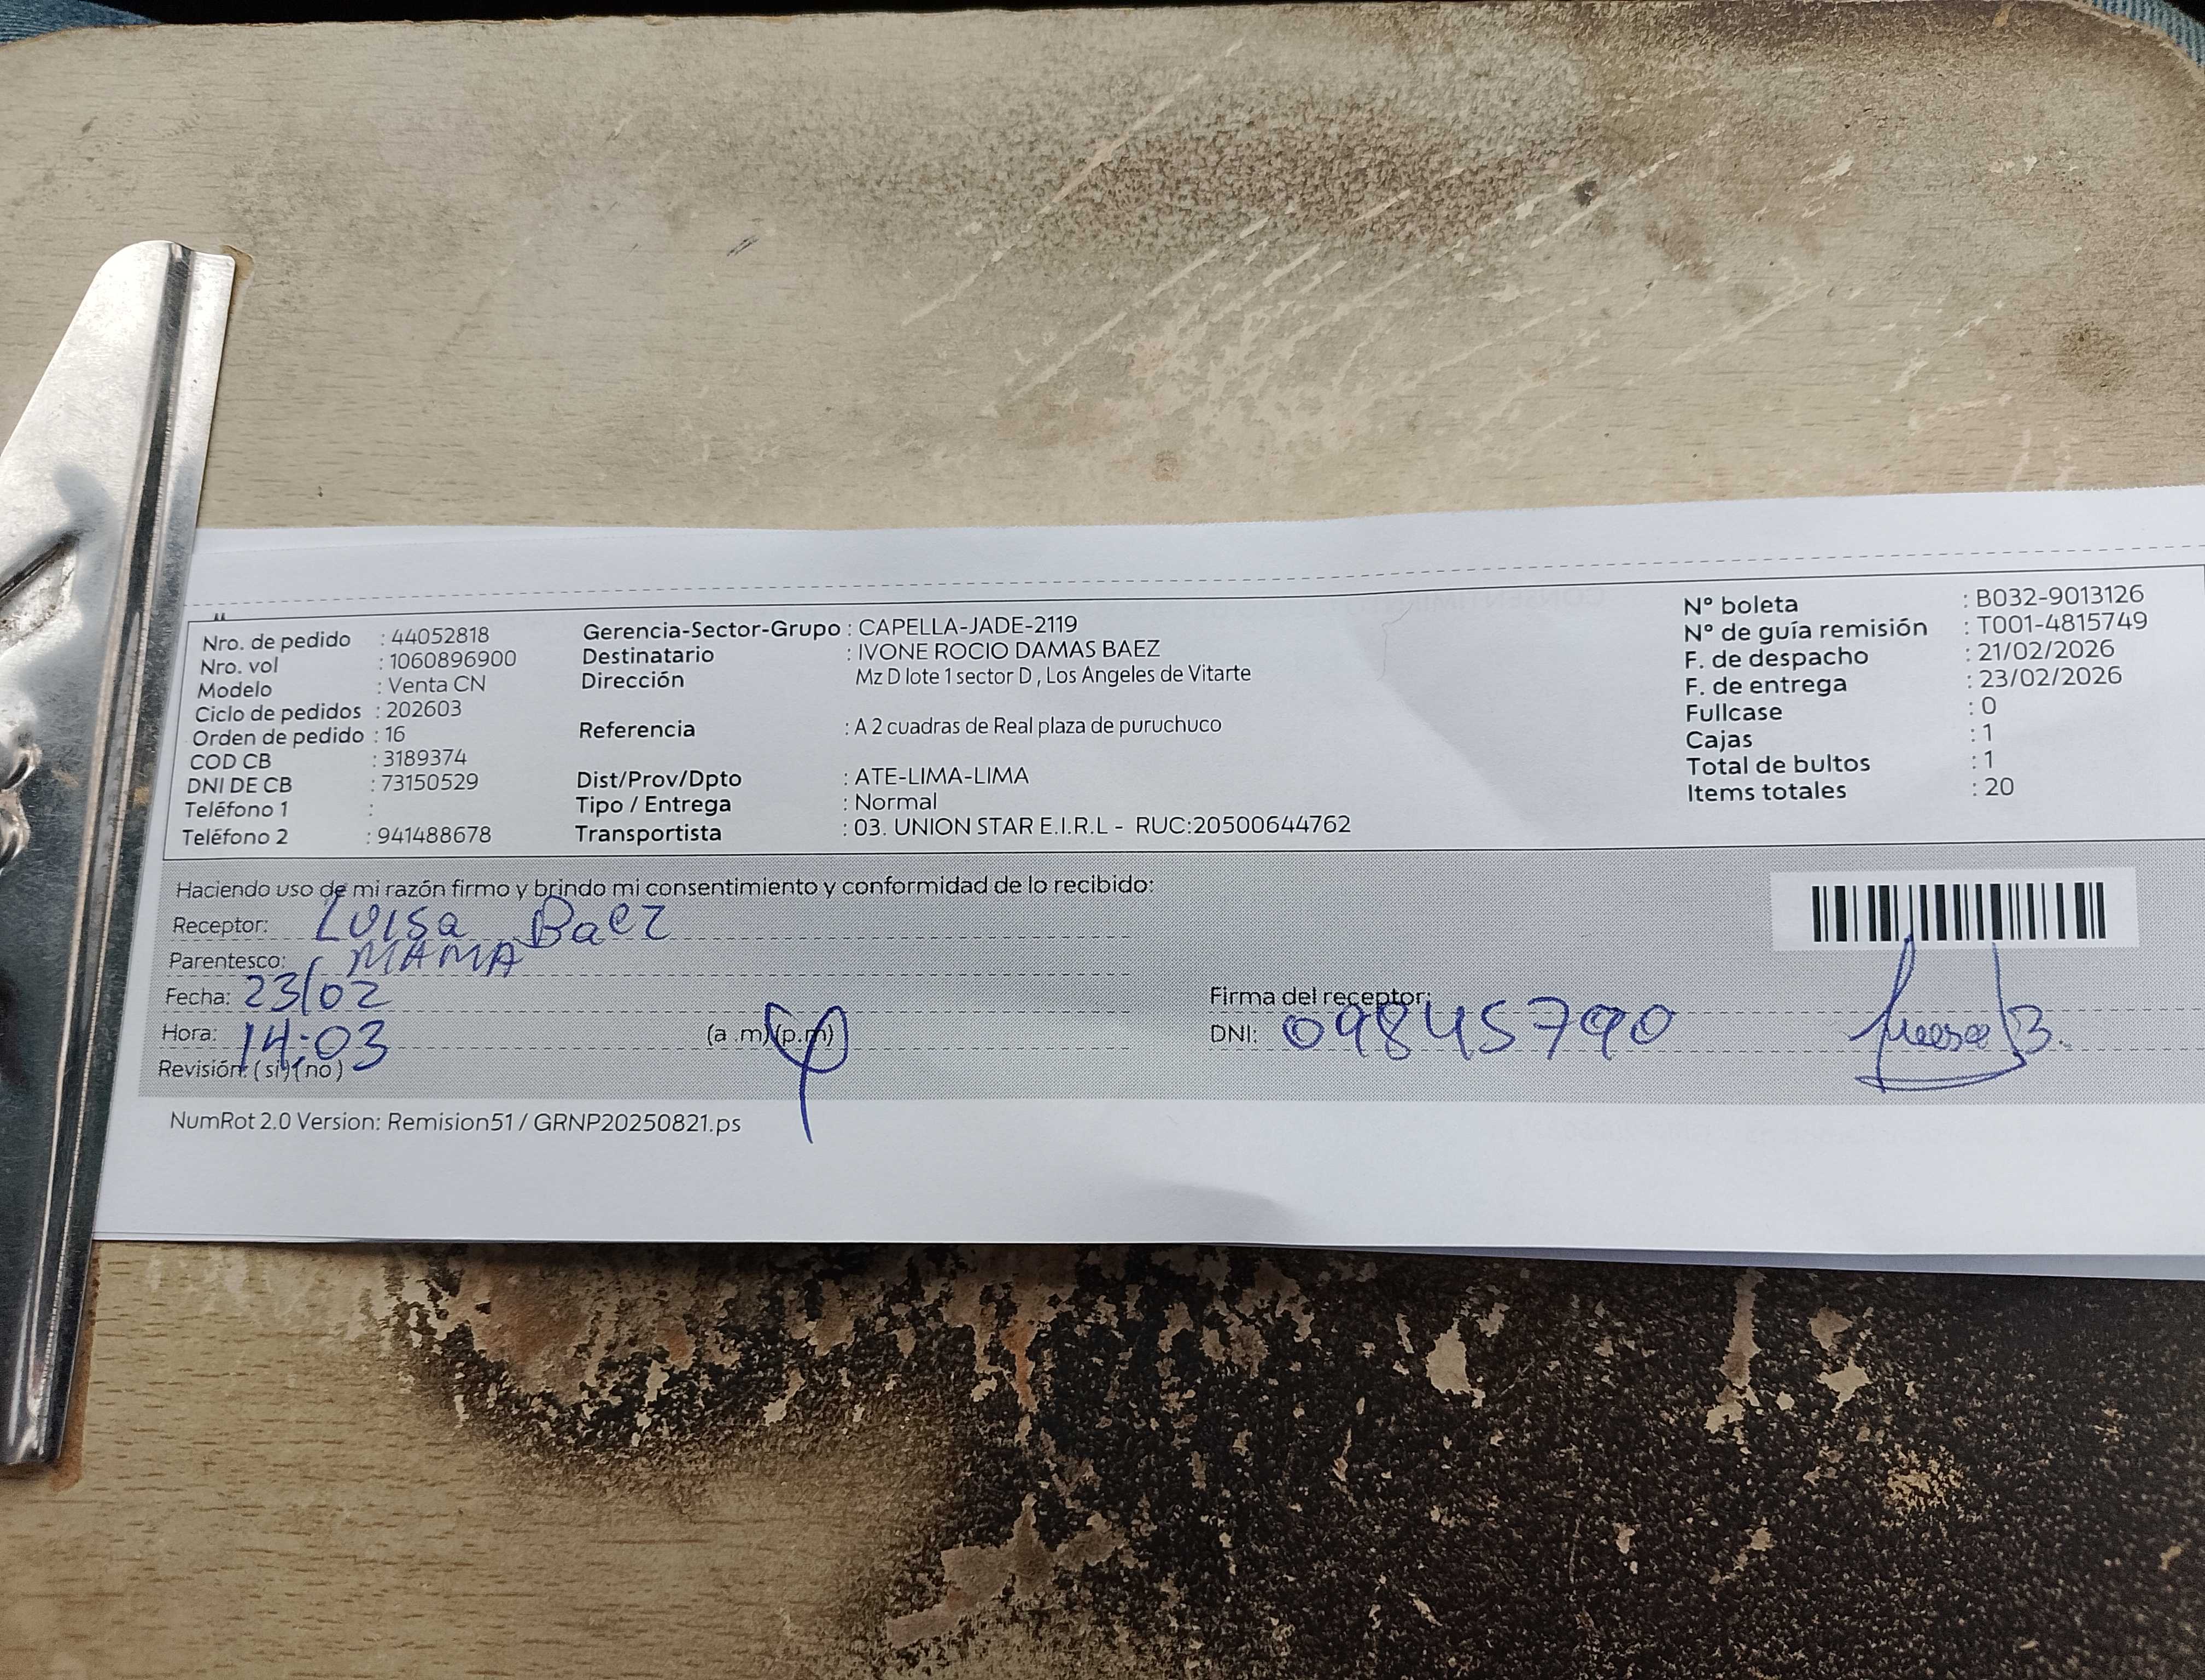 Nro. de pedido : 44052818
Nro. vol : 1060896900
Modelo : Venta CN
Ciclo de pedidos : 202603
Orden de pedido : 16
COD CB : 3189374
DNI DE CB : 73150529
Teléfono 1 :
Teléfono 2 : 941488678
Gerencia-Sector-Grupo : CAPELLA-JADE-2119
Destinatario : IVONE ROCIO DAMAS BAEZ
Dirección Mz D lote 1 sector D , Los Angeles de Vitarte
Referencia : A 2 cuadras de Real plaza de puruchuco
Dist/Prov/Dpto : ATE-LIMA-LIMA
Tipo / Entrega : Normal
Transportista : 03. UNION STAR E.I.R.L - RUC:20500644762
N° boleta : B032-9013126
N° de guía remisión : T001-4815749
F. de despacho : 21/02/2026
F. de entrega : 23/02/2026
Fullcase : 0
Cajas : 1
Total de bultos : 1
Items totales : 20
Haciendo uso de mi razón firmo y brindo mi consentimiento y conformidad de lo recibido:
Receptor: Luisa Baez
Parentesco: MAMA
Fecha: 23/02
Hora: 14:03 (a .m)(p.m)
Revisión: (si)(no)
Firma del receptor:
DNI: 09845790
NumRot 2.0 Version: Remision51 / GRNP20250821.ps